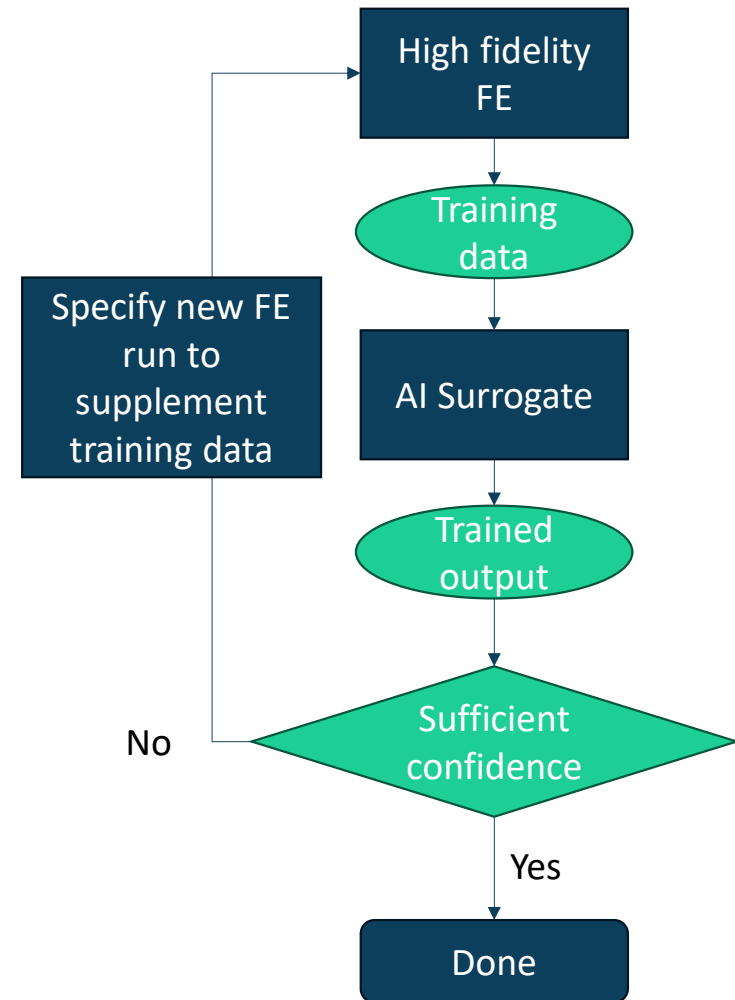 High fidelity
FE
Training
data
Specify new FE
run to
supplement
training data
AI Surrogate
Trained
output
Sufficient
confidence
No
Yes
Done